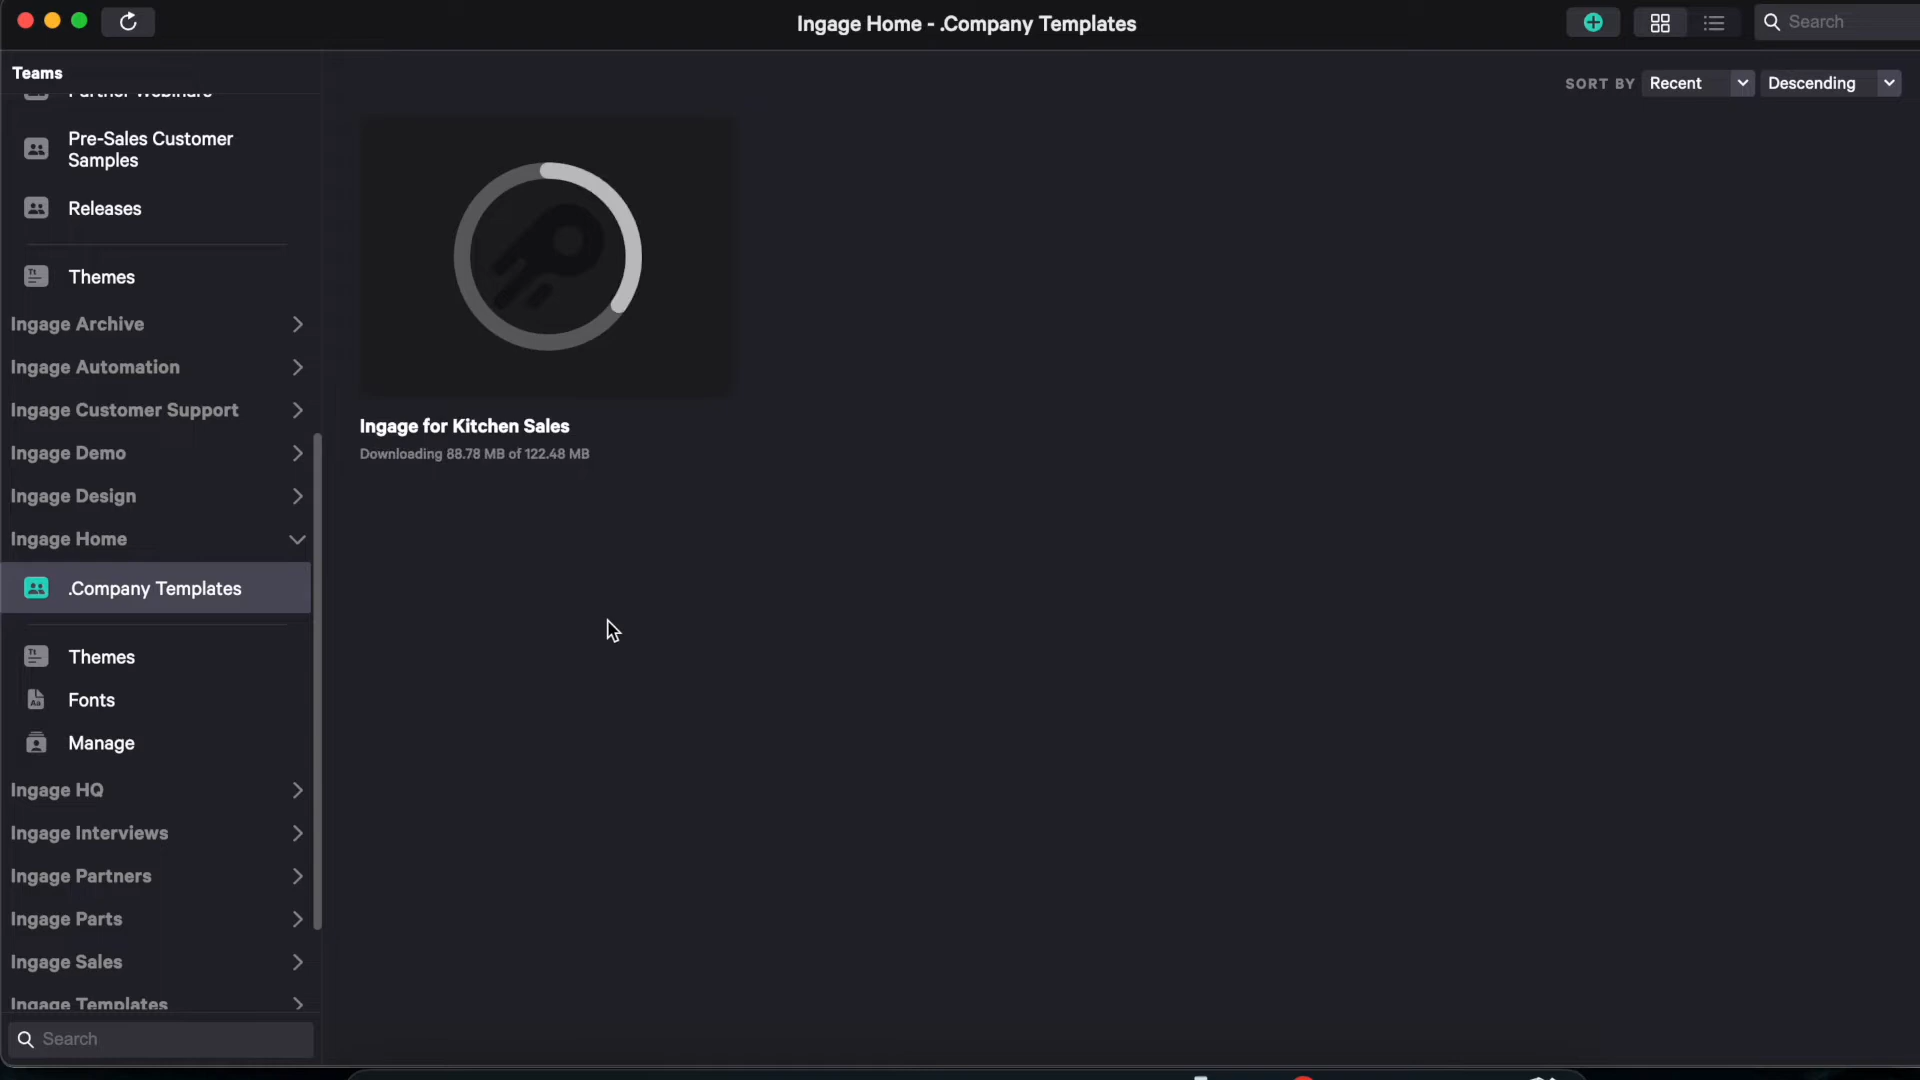 Ingage Home - .Company Templates
Search
Teams
Partner Webinars
Pre-Sales Customer
Samples
Releases
Themes
Ingage Archive
Ingage Automation
Ingage Customer Support
Ingage Demo
Ingage Design
Ingage Home
.Company Templates
Themes
Fonts
Manage
Ingage HQ
Ingage Interviews
Ingage Partners
Ingage Parts
Ingage Sales
Ingage Templates
Search
SORT BY Recent Descending
Ingage for Kitchen Sales
Downloading 88.78 MB of 122.48 MB